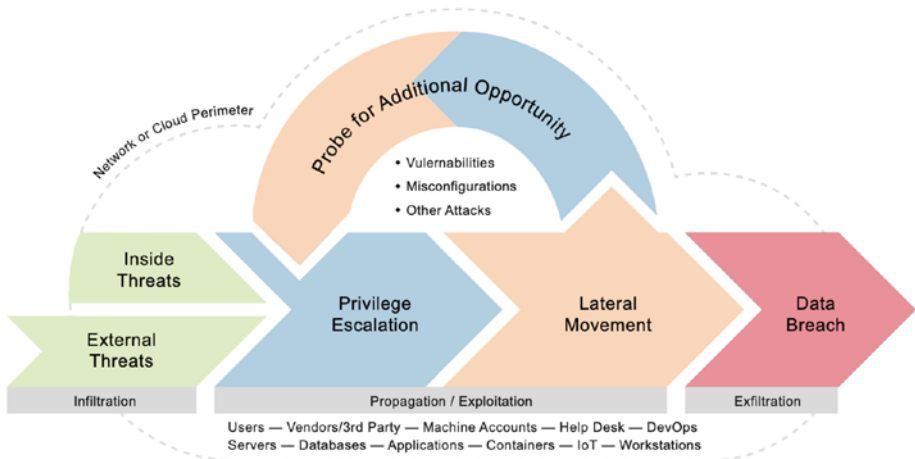 Network or Cloud Perimeter
Probe for Additional Opportunity
• Vulernabilities
• Misconfigurations
• Other Attacks
Inside
Threats
External
Threats
Privilege
Escalation
Lateral
Movement
Data
Breach
Infiltration
Propagation / Exploitation
Exfiltration
Users — Vendors/3rd Party — Machine Accounts — Help Desk — DevOps
Servers — Databases — Applications — Containers — IoT — Workstations